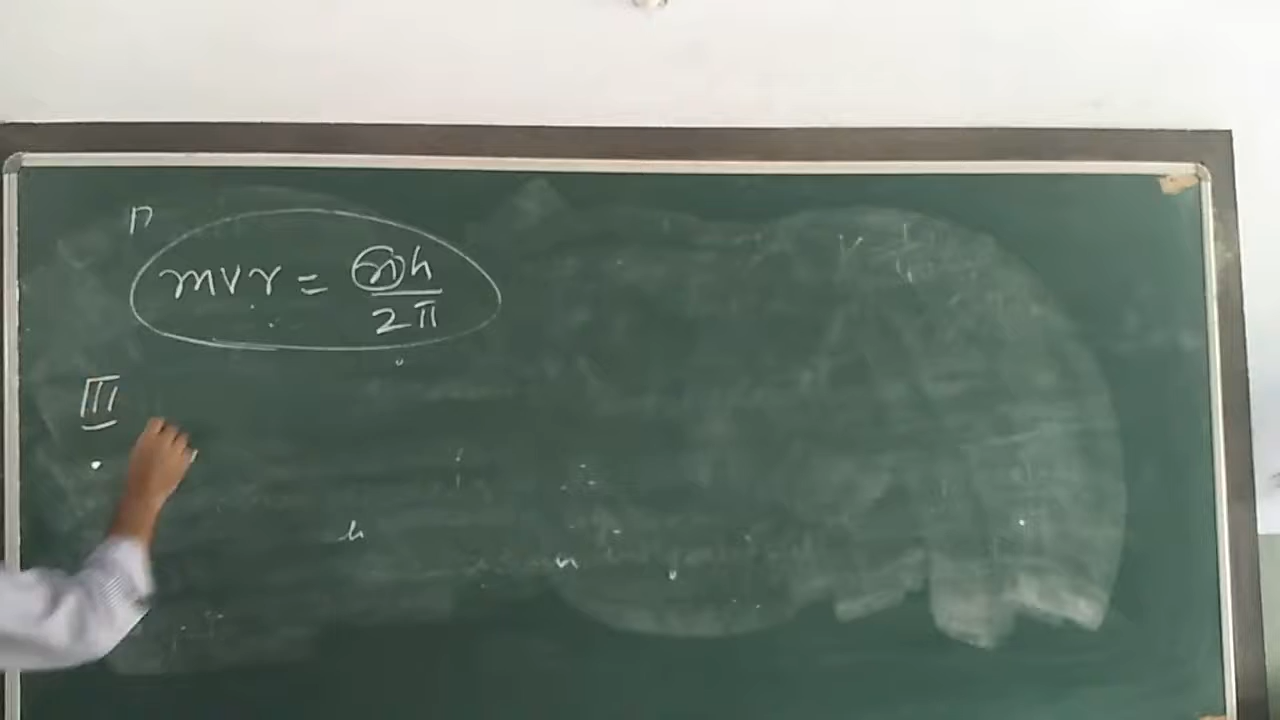 n
mvr = nh / 2π
III
h